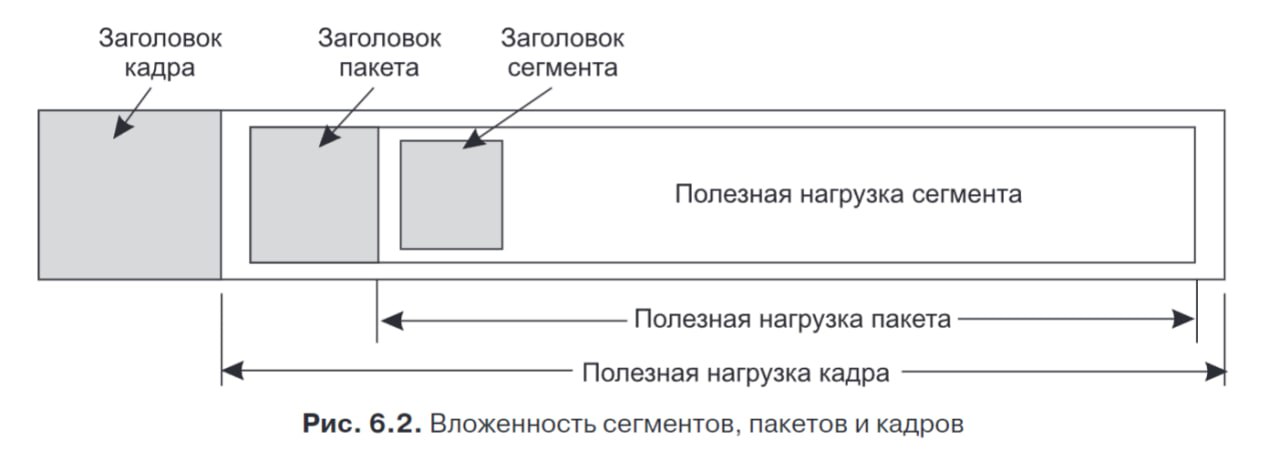 Заголовок
кадра
Заголовок
пакета
Заголовок
сегмента
Полезная нагрузка сегмента
Полезная нагрузка пакета
Полезная нагрузка кадра
Рис. 6.2. Вложенность сегментов, пакетов и кадров